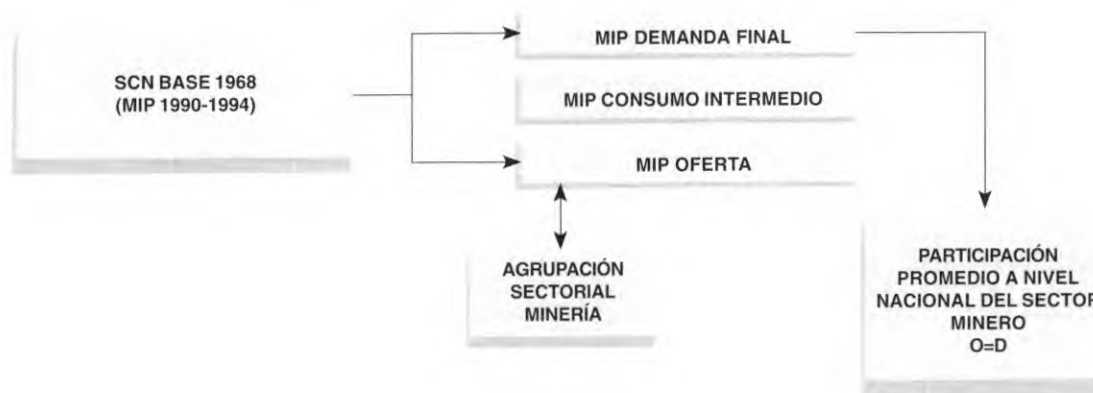 SCN BASE 1968
(MIP 1990-1994)
MIP DEMANDA FINAL
MIP CONSUMO INTERMEDIO
MIP OFERTA
AGRUPACIÓN
SECTORIAL
MINERÍA
PARTICIPACIÓN
PROMEDIO A NIVEL
NACIONAL DEL SECTOR
MINERO
O=D